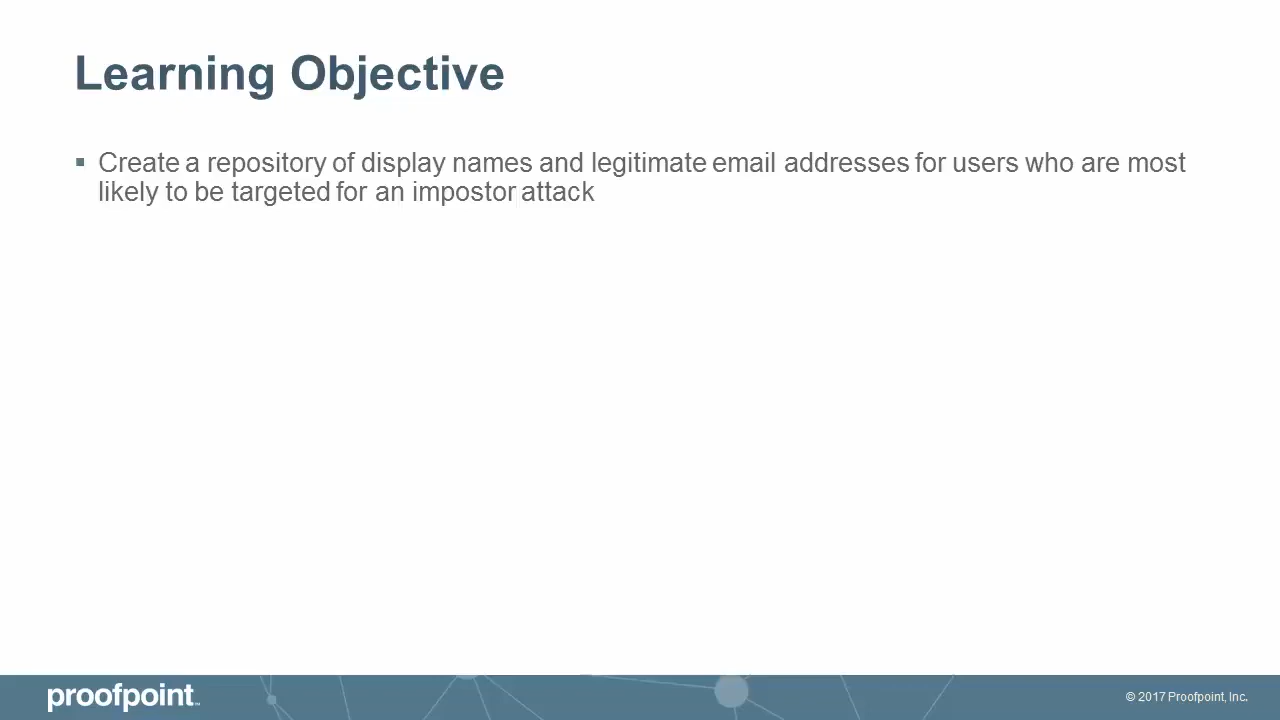 Learning Objective
▪ Create a repository of display names and legitimate email addresses for users who are most
likely to be targeted for an impostor attack
proofpoint™
© 2017 Proofpoint, Inc.